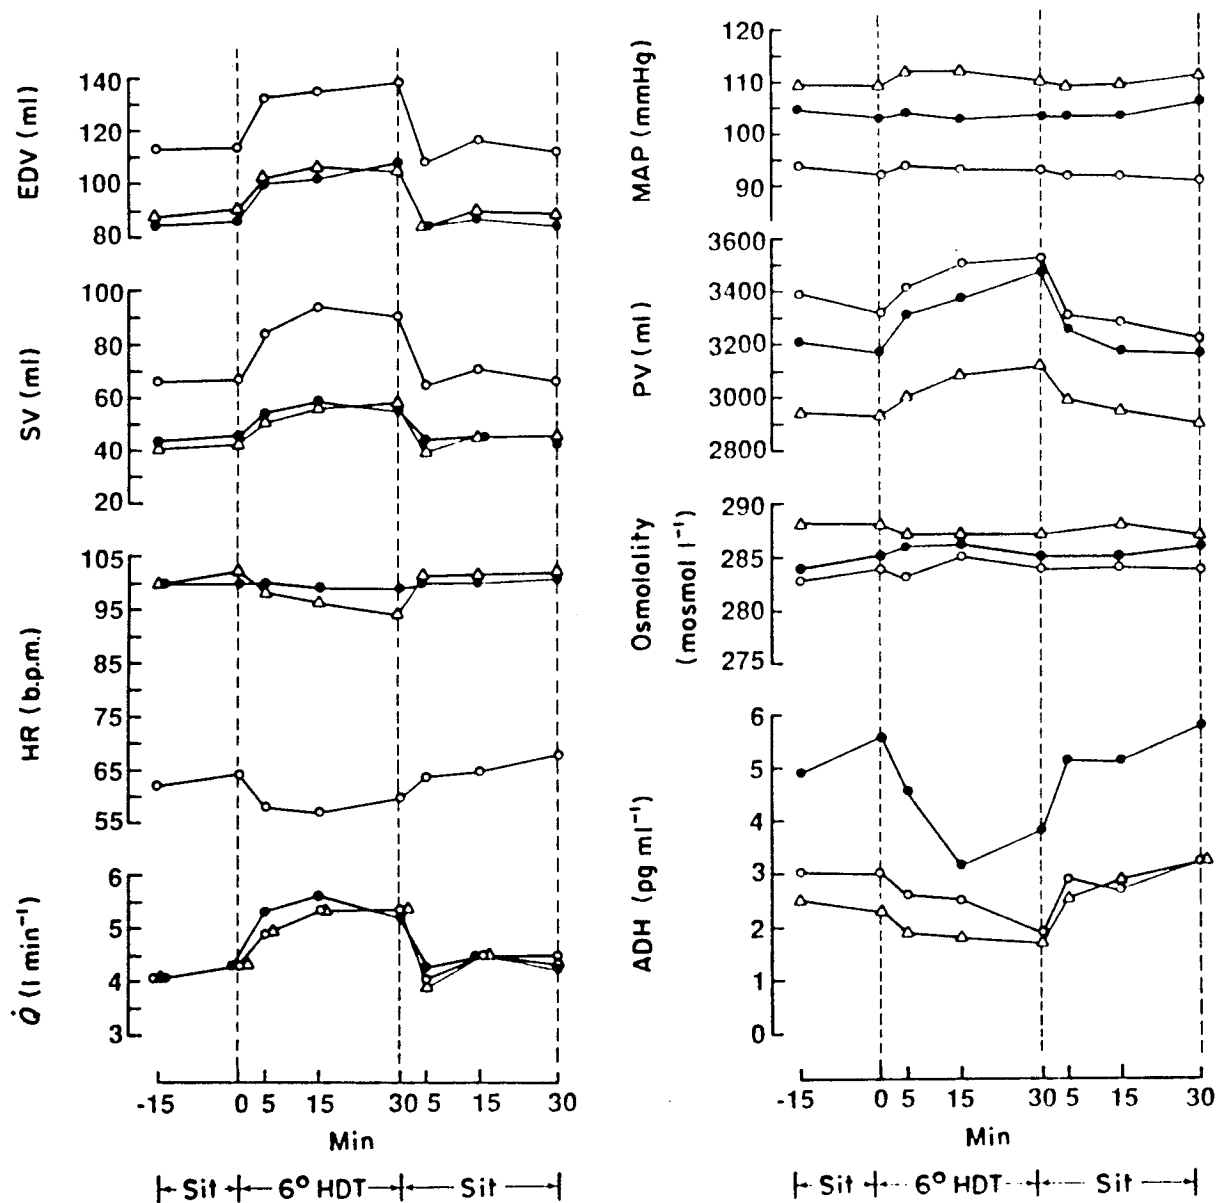 EDV (ml)
140
120
100
80
SV (ml)
100
80
60
40
20
HR (b.p.m.)
105
95
85
75
65
55
Q̇ (l min⁻¹)
6
5
4
3
-15 0 5 15 30 5 15 30
Min
Sit 6° HDT Sit
MAP (mmHg)
120
110
100
90
PV (ml)
3600
3400
3200
3000
2800
Osmolality
(mosmol l⁻¹)
290
285
280
275
ADH (pg ml⁻¹)
6
5
4
3
2
1
0
-15 0 5 15 30 5 15 30
Min
Sit 6° HDT Sit